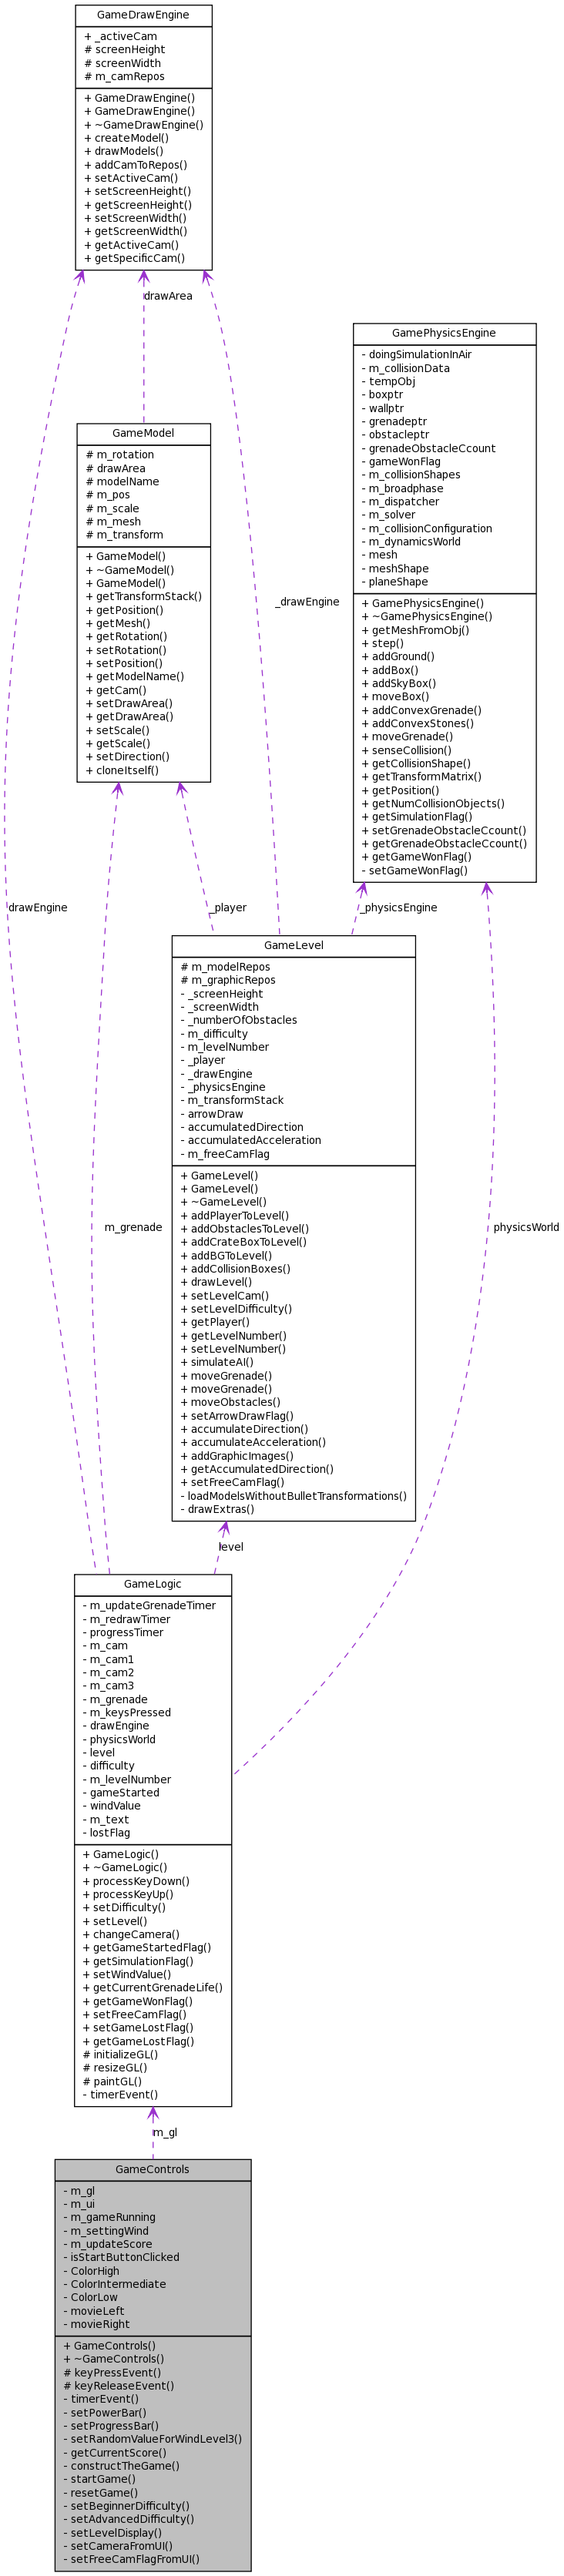 GameDrawEngine
+ _activeCam
# screenHeight
# screenWidth
# m_camRepos
+ GameDrawEngine()
+ GameDrawEngine()
+ ~GameDrawEngine()
+ createModel()
+ drawModels()
+ addCamToRepos()
+ setActiveCam()
+ setScreenHeight()
+ getScreenHeight()
+ setScreenWidth()
+ getScreenWidth()
+ getActiveCam()
+ getSpecificCam()
drawArea
GamePhysicsEngine
- doingSimulationInAir
- m_collisionData
- tempObj
- boxptr
- wallptr
- grenadeptr
- obstacleptr
- grenadeObstacleCcount
- gameWonFlag
- m_collisionShapes
- m_broadphase
- m_dispatcher
- m_solver
- m_collisionConfiguration
- m_dynamicsWorld
- mesh
- meshShape
- planeShape
+ GamePhysicsEngine()
+ ~GamePhysicsEngine()
+ getMeshFromObj()
+ step()
+ addGround()
+ addBox()
+ addSkyBox()
+ moveBox()
+ addConvexGrenade()
+ addConvexStones()
+ moveGrenade()
+ senseCollision()
+ getCollisionShape()
+ getTransformMatrix()
+ getPosition()
+ getNumCollisionObjects()
+ getSimulationFlag()
+ setGrenadeObstacleCcount()
+ getGrenadeObstacleCcount()
+ getGameWonFlag()
- setGameWonFlag()
GameModel
# m_rotation
# drawArea
# modelName
# m_pos
# m_scale
# m_mesh
# m_transform
+ GameModel()
+ ~GameModel()
+ GameModel()
+ getTransformStack()
+ getPosition()
+ getMesh()
+ getRotation()
+ setRotation()
+ setPosition()
+ getModelName()
+ getCam()
+ setDrawArea()
+ getDrawArea()
+ setScale()
+ getScale()
+ setDirection()
+ cloneItself()
_drawEngine
drawEngine
_player
_physicsEngine
GameLevel
# m_modelRepos
# m_graphicRepos
- _screenHeight
- _screenWidth
- _numberOfObstacles
- m_difficulty
- m_levelNumber
- _player
- _drawEngine
- _physicsEngine
- m_transformStack
- arrowDraw
- accumulatedDirection
- accumulatedAcceleration
- m_freeCamFlag
+ GameLevel()
+ GameLevel()
+ ~GameLevel()
+ addPlayerToLevel()
+ addObstaclesToLevel()
+ addCrateBoxToLevel()
+ addBGToLevel()
+ addCollisionBoxes()
+ drawLevel()
+ setLevelCam()
+ setLevelDifficulty()
+ getPlayer()
+ getLevelNumber()
+ setLevelNumber()
+ simulateAI()
+ moveGrenade()
+ moveGrenade()
+ moveObstacles()
+ setArrowDrawFlag()
+ accumulateDirection()
+ accumulateAcceleration()
+ addGraphicImages()
+ getAccumulatedDirection()
+ setFreeCamFlag()
- loadModelsWithoutBulletTransformations()
- drawExtras()
m_grenade
physicsWorld
level
GameLogic
- m_updateGrenadeTimer
- m_redrawTimer
- progressTimer
- m_cam
- m_cam1
- m_cam2
- m_cam3
- m_grenade
- m_keysPressed
- drawEngine
- physicsWorld
- level
- difficulty
- m_levelNumber
- gameStarted
- windValue
- m_text
- lostFlag
+ GameLogic()
+ ~GameLogic()
+ processKeyDown()
+ processKeyUp()
+ setDifficulty()
+ setLevel()
+ changeCamera()
+ getGameStartedFlag()
+ getSimulationFlag()
+ setWindValue()
+ getCurrentGrenadeLife()
+ getGameWonFlag()
+ setFreeCamFlag()
+ setGameLostFlag()
+ getGameLostFlag()
# initializeGL()
# resizeGL()
# paintGL()
- timerEvent()
m_gl
GameControls
- m_gl
- m_ui
- m_gameRunning
- m_settingWind
- m_updateScore
- isStartButtonClicked
- ColorHigh
- ColorIntermediate
- ColorLow
- movieLeft
- movieRight
+ GameControls()
+ ~GameControls()
# keyPressEvent()
# keyReleaseEvent()
- timerEvent()
- setPowerBar()
- setProgressBar()
- setRandomValueForWindLevel3()
- getCurrentScore()
- constructTheGame()
- startGame()
- resetGame()
- setBeginnerDifficulty()
- setAdvancedDifficulty()
- setLevelDisplay()
- setCameraFromUI()
- setFreeCamFlagFromUI()